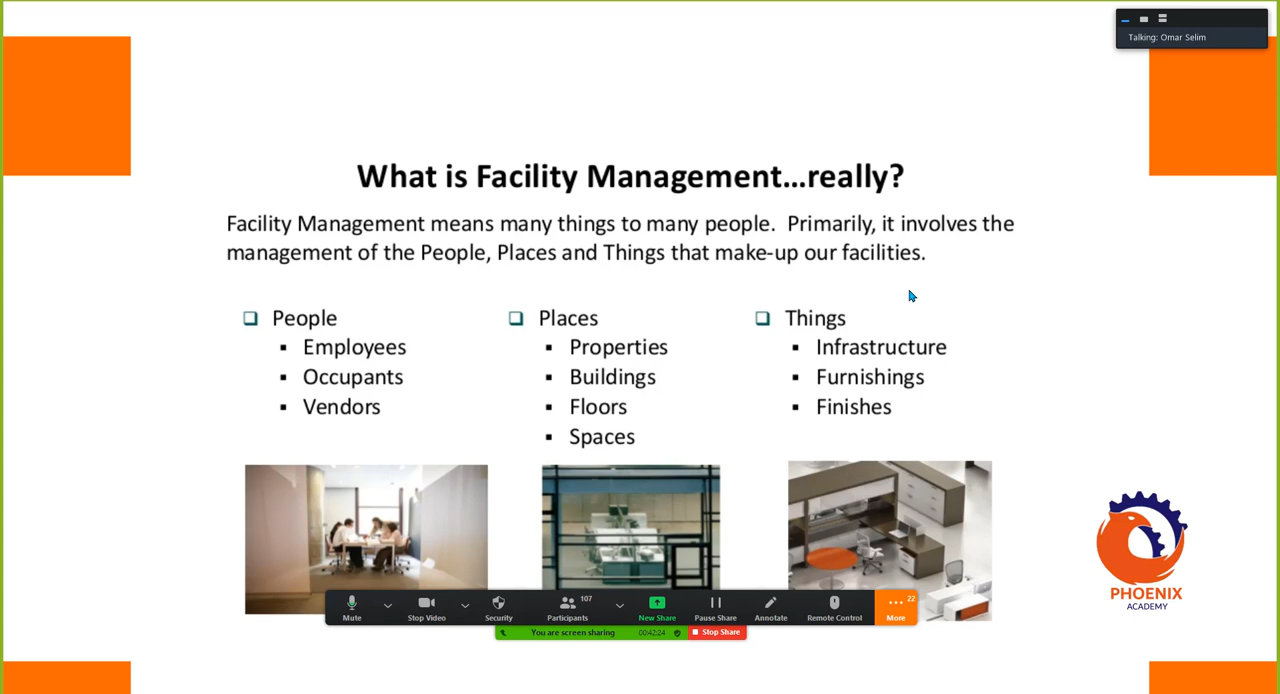 Talking: Omar Selim
What is Facility Management...really?
Facility Management means many things to many people.  Primarily, it involves the
management of the People, Places and Things that make-up our facilities.
People
Employees
Occupants
Vendors
Places
Properties
Buildings
Floors
Spaces
Things
Infrastructure
Furnishings
Finishes
PHOENIX
ACADEMY
107
22
Mute
Stop Video
Security
Participants
New Share
Pause Share
Annotate
Remote Control
More
You are screen sharing
00:42:24
Stop Share